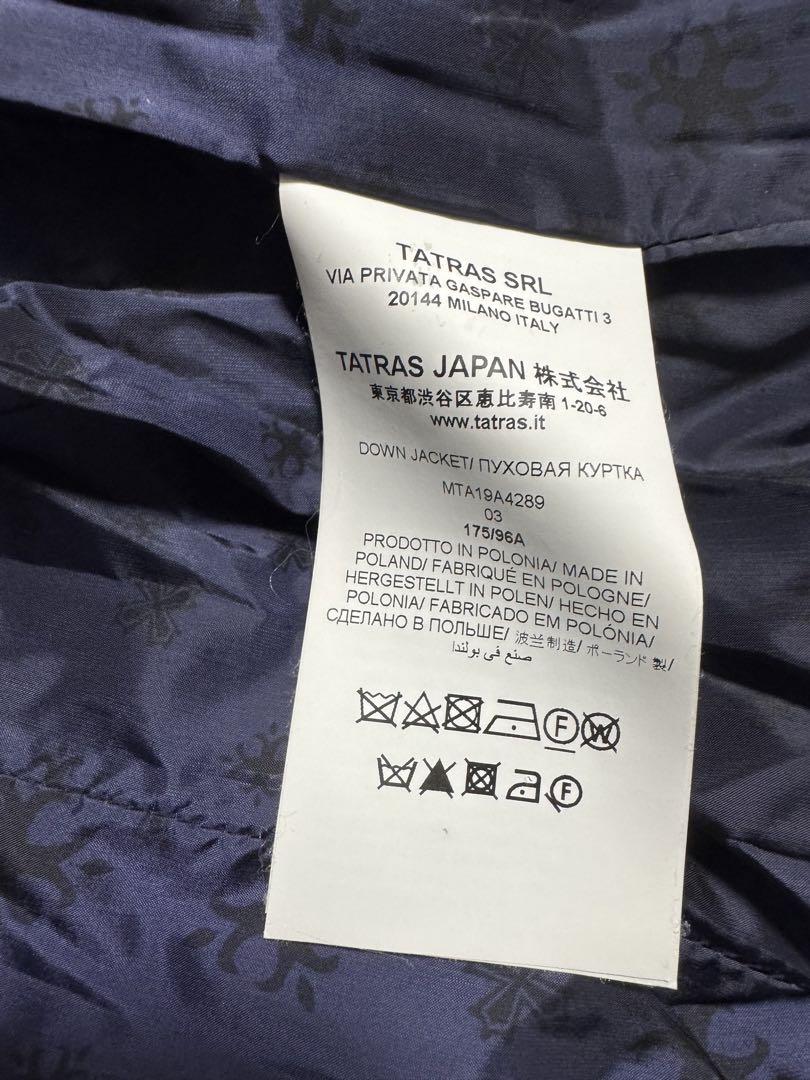 TATRAS SRL
VIA PRIVATA GASPARE BUGATTI 3
20144 MILANO ITALY
TATRAS JAPAN 株式会社
東京都渋谷区恵比寿南 1-20-6
www.tatras.it
DOWN JACKET/ ПУХОВАЯ КУРТКА
MTA19A4289
03
175/96A
PRODOTTO IN POLONIA/ MADE IN
POLAND/ FABRIQUÉ EN POLOGNE/
HERGESTELLT IN POLEN/ HECHO EN
POLONIA/ FABRICADO EM POLÓNIA/
СДЕЛАНО В ПОЛЬШЕ/ 波兰制造/ ポーランド 製/
صنع في بولندا
F W
F